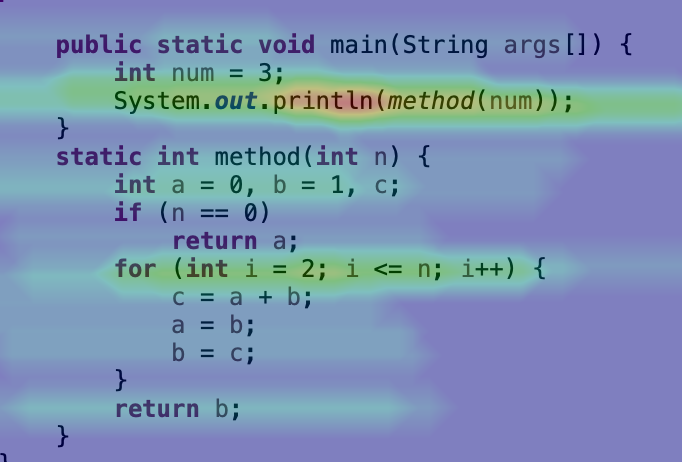 public static void main(String args[]) {
int num = 3;
System.out.println(method(num));
}
static int method(int n) {
int a = 0, b = 1, c;
if (n == 0)
return a;
for (int i = 2; i <= n; i++) {
c = a + b;
a = b;
b = c;
}
return b;
}
}